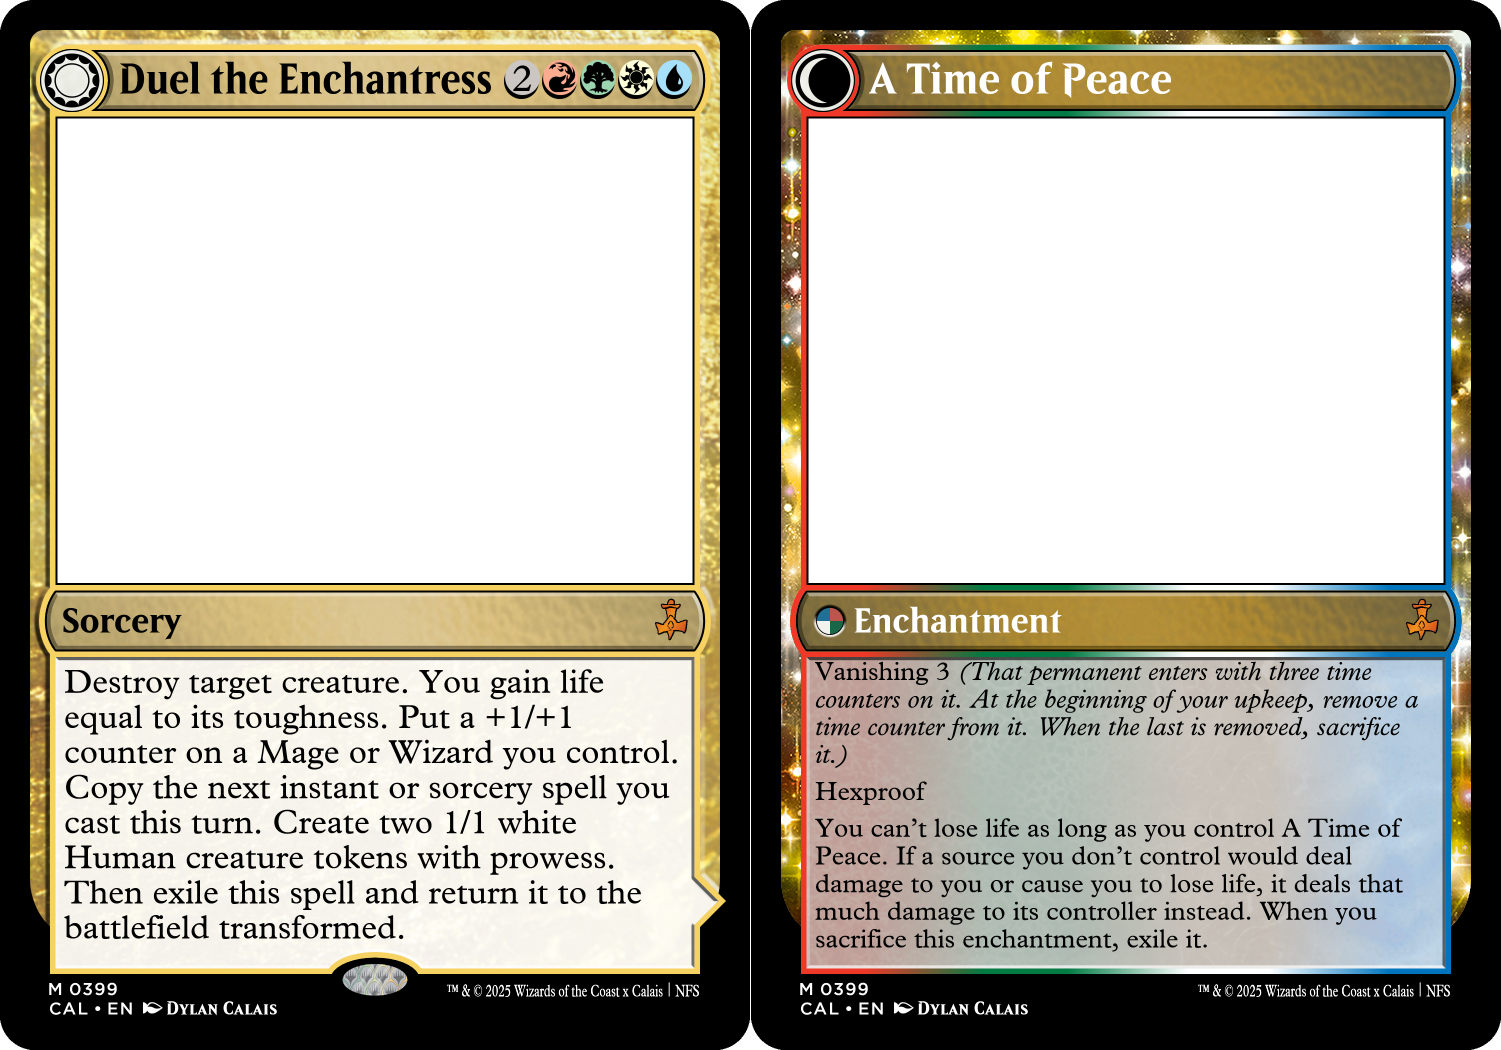 Duel the Enchantress 2
Sorcery
Destroy target creature. You gain life
equal to its toughness. Put a +1/+1
counter on a Mage or Wizard you control.
Copy the next instant or sorcery spell you
cast this turn. Create two 1/1 white
Human creature tokens with prowess.
Then exile this spell and return it to the
battlefield transformed.
M 0399
CAL • EN Dylan Calais
™ & © 2025 Wizards of the Coast x Calais | NFS
A Time of Peace
Enchantment
Vanishing 3 (That permanent enters with three time
counters on it. At the beginning of your upkeep, remove a
time counter from it. When the last is removed, sacrifice
it.)
Hexproof
You can't lose life as long as you control A Time of
Peace. If a source you don't control would deal
damage to you or cause you to lose life, it deals that
much damage to its controller instead. When you
sacrifice this enchantment, exile it.
M 0399
CAL • EN Dylan Calais
™ & © 2025 Wizards of the Coast x Calais | NFS